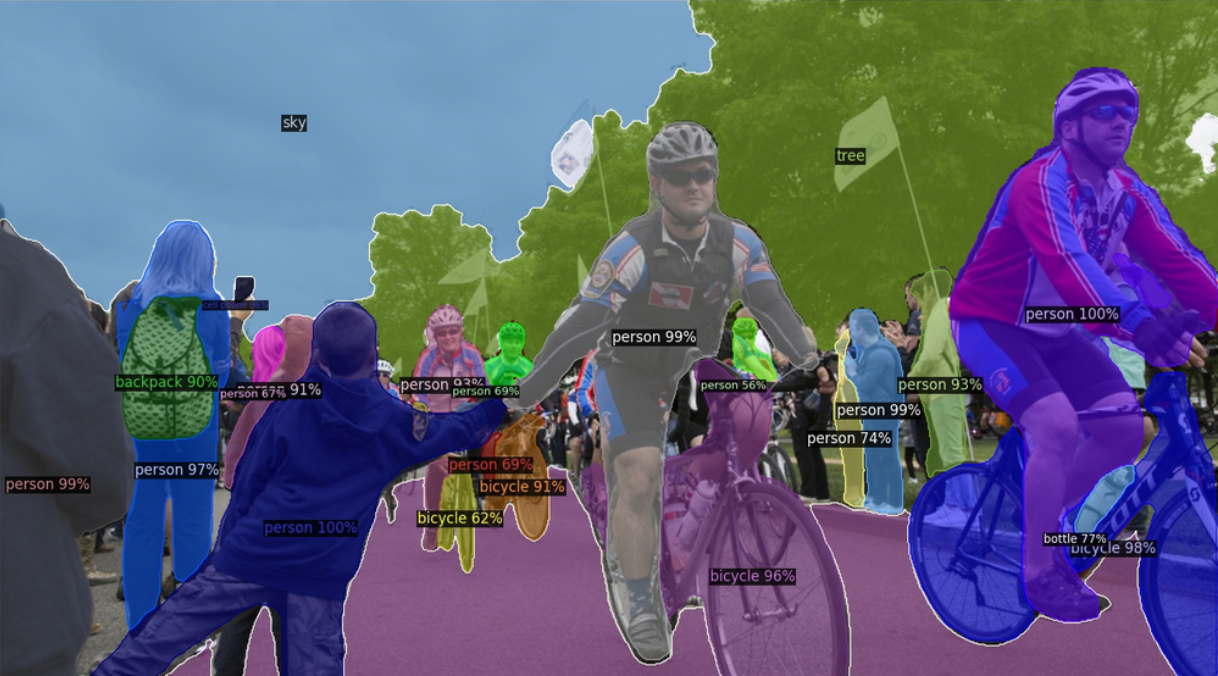 sky
tree
person 100%
person 99%
backpack 90%
person 91%
person 67%
person 93%
person 69%
person 56%
person 93%
person 99%
person 74%
person 97%
person 69%
person 99%
bicycle 91%
bicycle 62%
person 100%
bottle 77%
bicycle 98%
bicycle 96%
SCOTT